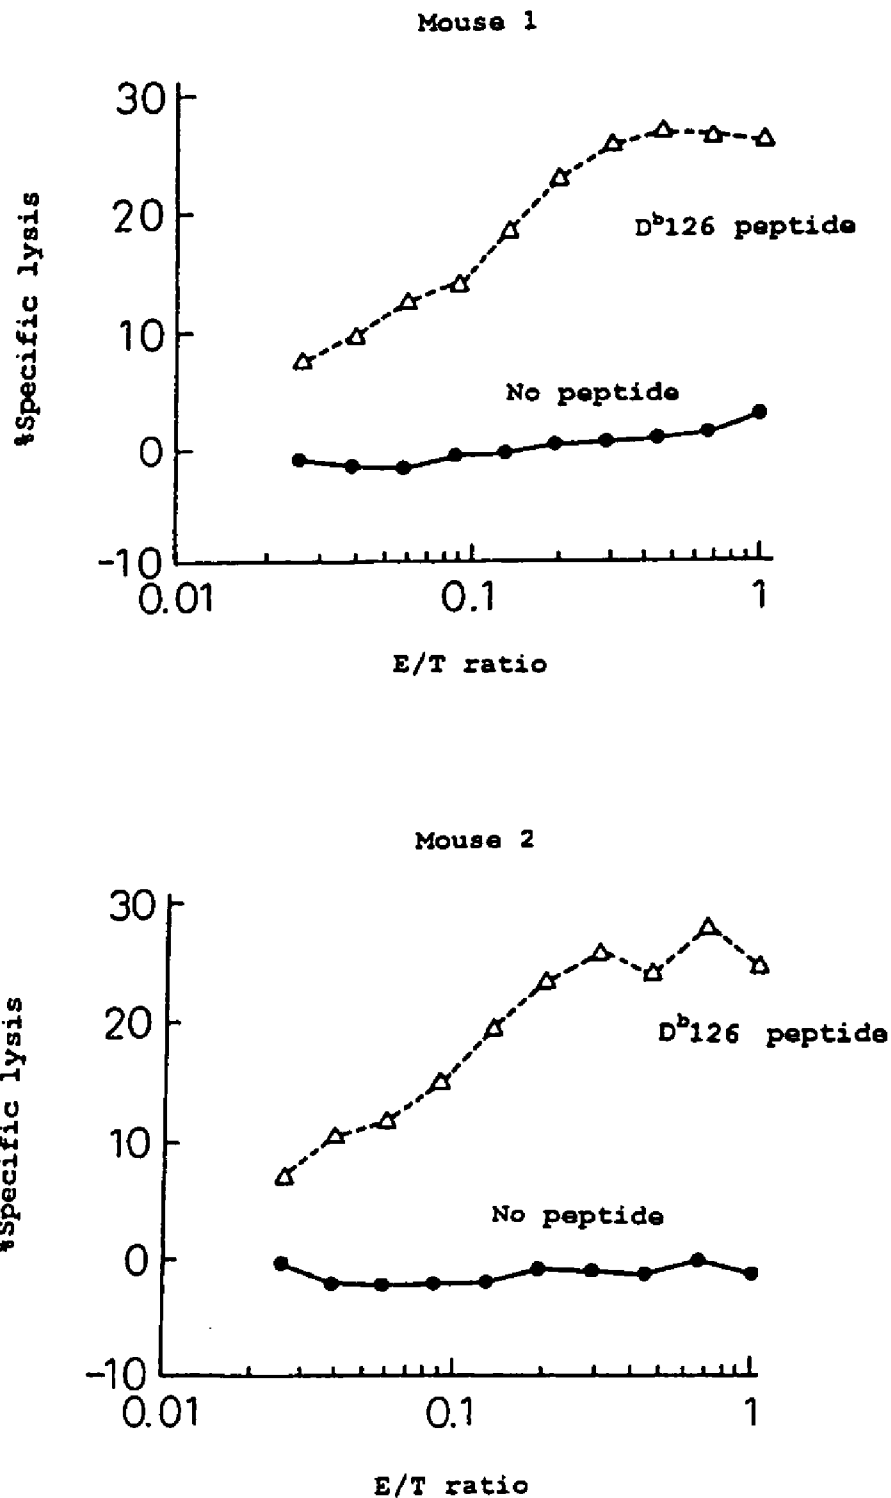 Mouse 1
30
20
10
0
-10
%Specific lysis
D^b126 peptide
No peptide
0.01 0.1 1
E/T ratio
Mouse 2
30
20
10
0
-10
%Specific lysis
D^b126 peptide
No peptide
0.01 0.1 1
E/T ratio